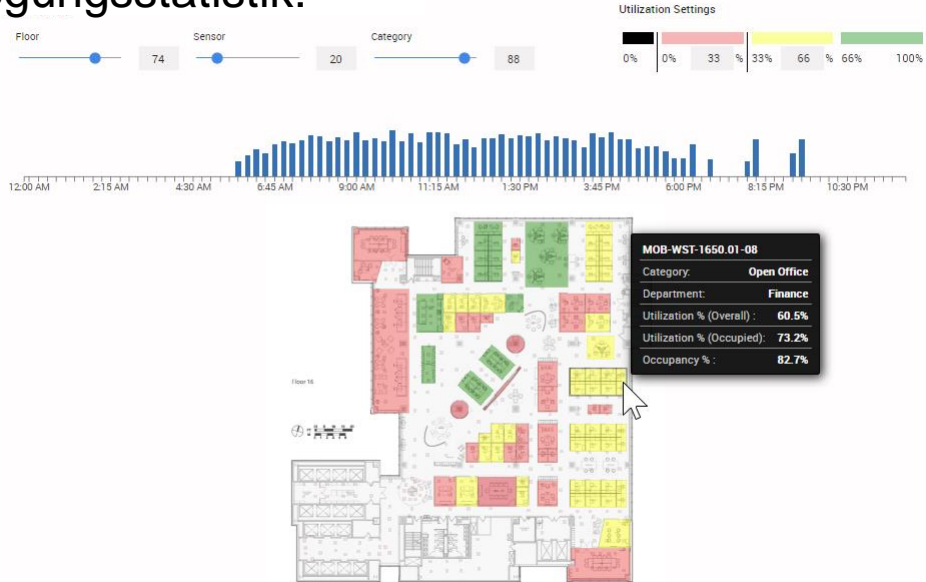 gungsstatistik.
Utilization Settings
Floor
Sensor
Category
74
20
88
0% 0% 33 % 33% 66 % 66% 100%
12:00 AM 2:15 AM 4:30 AM 6:45 AM 9:00 AM 11:15 AM 1:30 PM 3:45 PM 6:00 PM 8:15 PM 10:30 PM
MOB-WST-1650.01-08
Category: Open Office
Department: Finance
Utilization % (Overall) : 60.5%
Utilization % (Occupied): 73.2%
Occupancy % : 82.7%
Floor 16